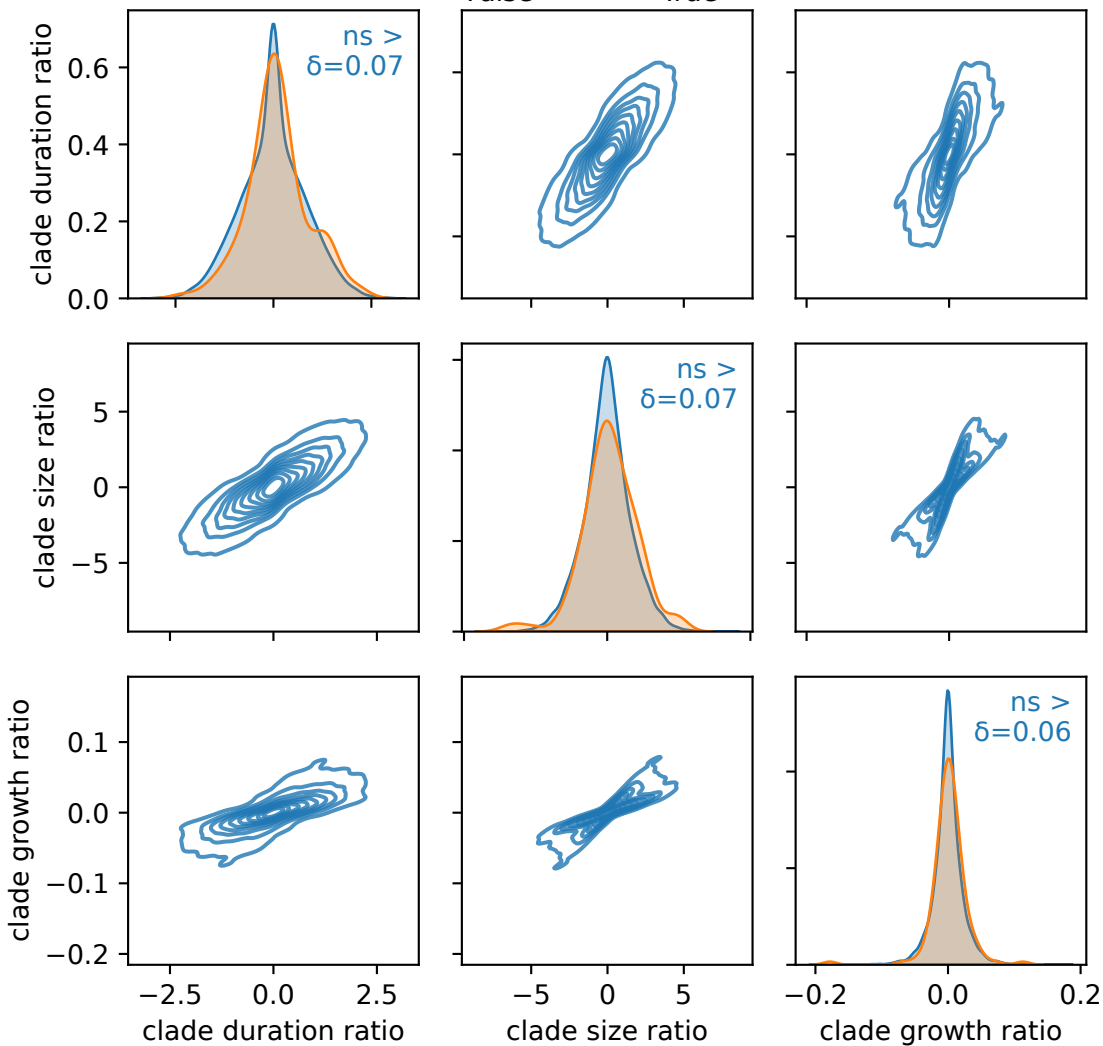 ns >
δ=0.07
clade duration ratio
0.6
0.4
0.2
0.0
ns >
δ=0.07
clade size ratio
5
0
−5
ns >
δ=0.06
clade growth ratio
0.1
0.0
−0.1
−0.2
−2.5 0.0 2.5 −5 0 5 −0.2 0.0 0.2
clade duration ratio clade size ratio clade growth ratio